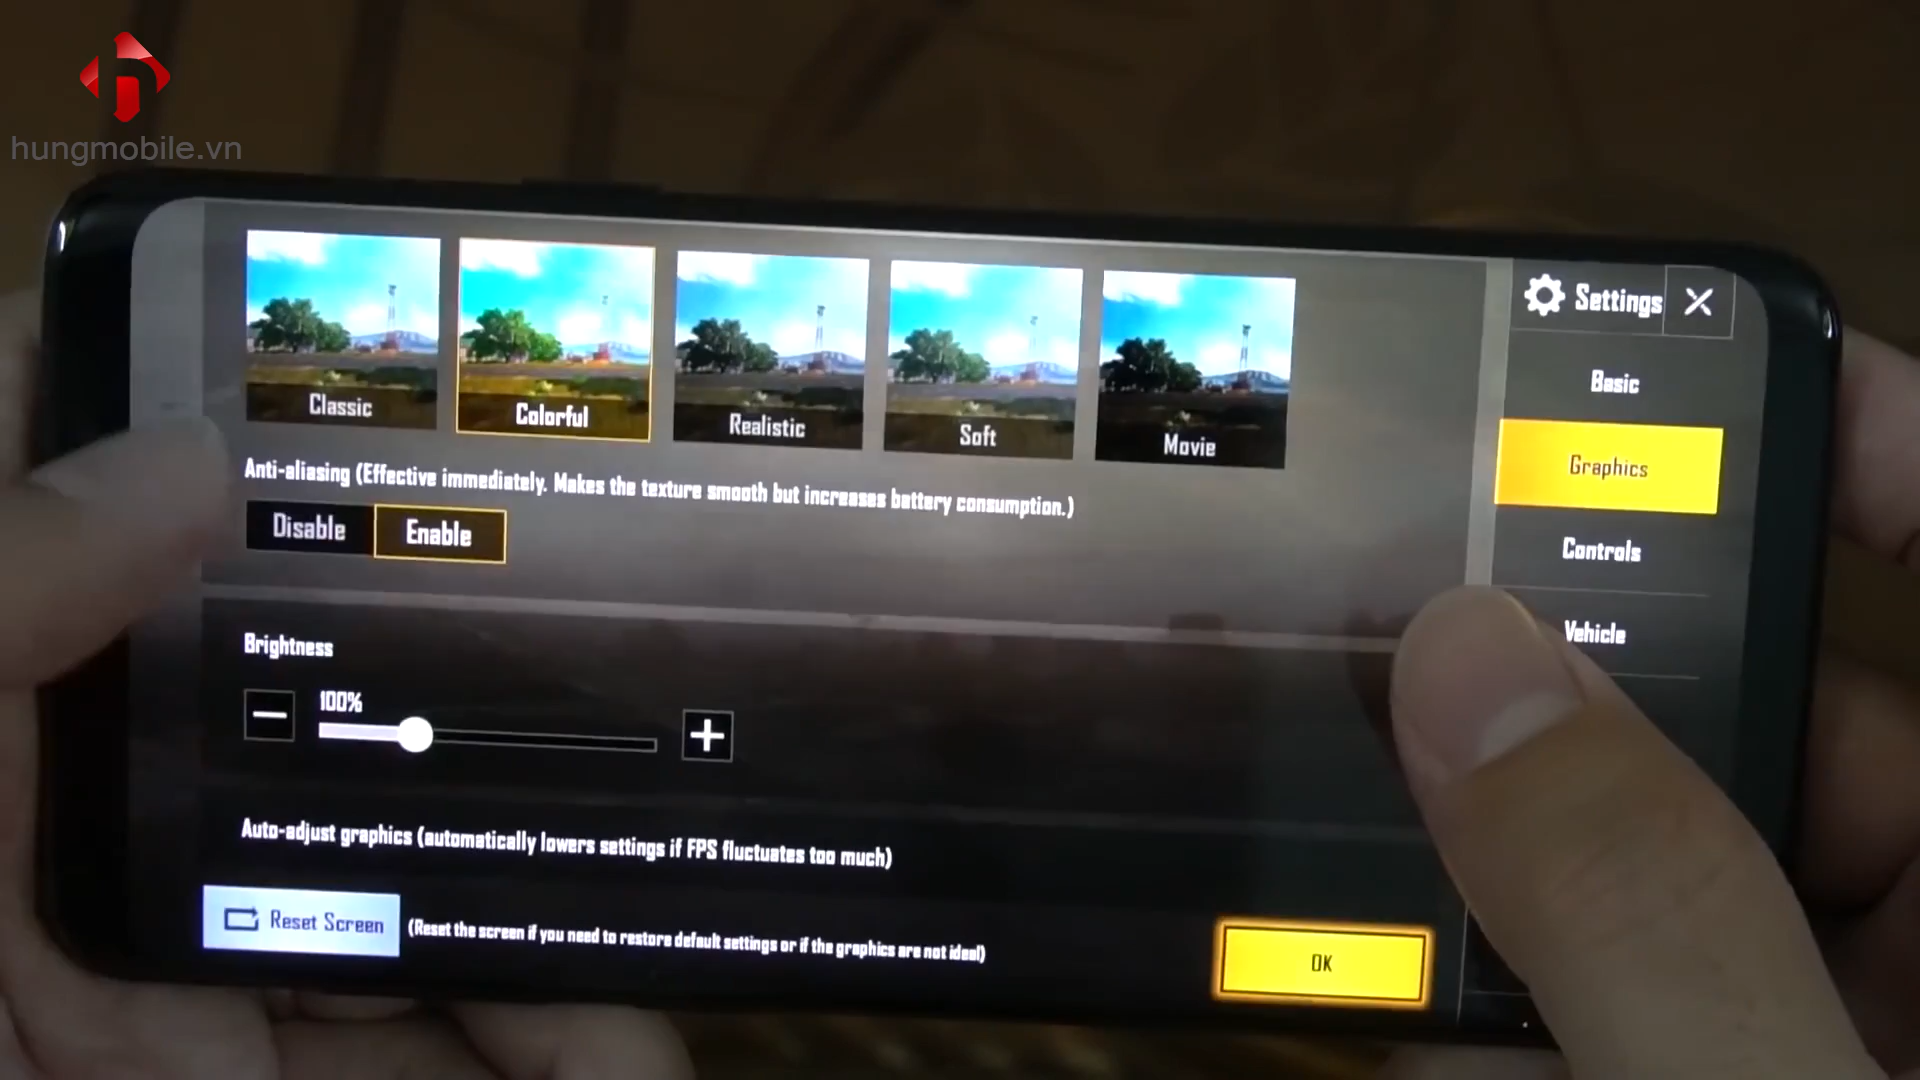 hungmobile.vn
Settings
Classic
Colorful
Realistic
Soft
Movie
Basic
Graphics
Anti-aliasing (Effective immediately. Makes the texture smooth but increases battery consumption.)
Disable
Enable
Controls
Vehicle
Brightness
100%
Auto-adjust graphics (automatically lowers settings if FPS fluctuates too much)
Reset Screen
(Reset the screen if you need to restore default settings or if the graphics are not ideal)
OK